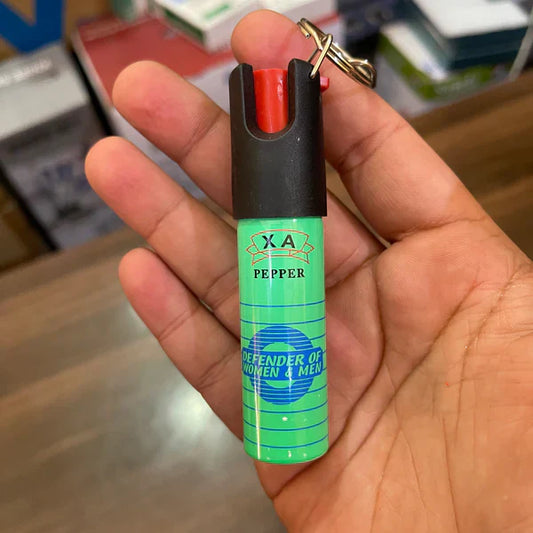 XA
PEPPER
DEFENDER OF
WOMEN & MEN